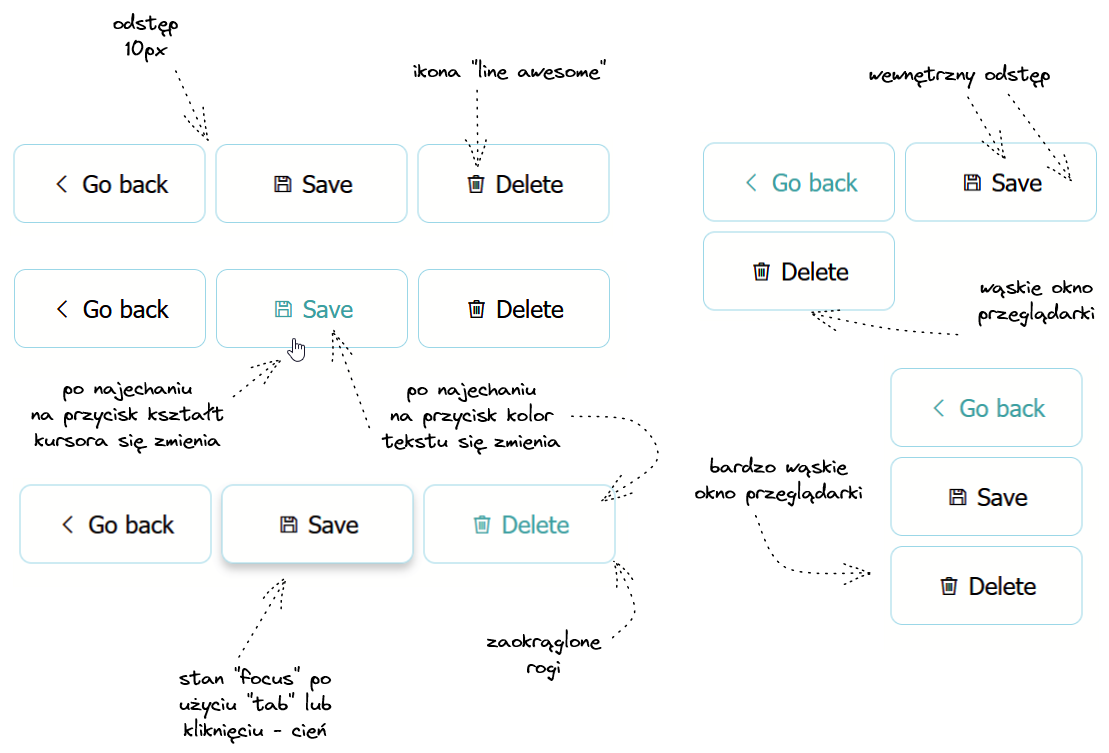 odstęp
10px
ikona "line awesome"
wewnętrzny odstęp
Go back
Save
Delete
Go back
Save
Delete
wąskie okno
przeglądarki
Go back
Save
Delete
po najechaniu
na przycisk kształt
kursora się zmienia
po najechaniu
na przycisk kolor
tekstu się zmienia
Go back
Save
Delete
bardzo wąskie
okno przeglądarki
Go back
Save
Delete
zaokrąglone
rogi
stan "focus" po
użyciu "tab" lub
kliknięciu - cień